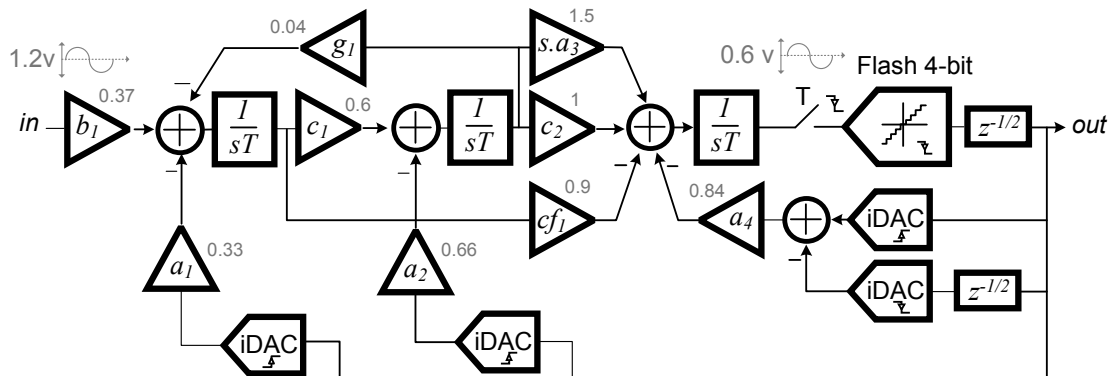 1.2v
in
0.37
b1
−
0.04
g1
1
sT
0.6
c1
−
a1
0.33
iDAC
1
sT
−
a2
0.66
iDAC
1.5
s.a3
1
c2
0.9
cf1
−
−
1
sT
0.6 v
T
Flash 4-bit
z-1/2
out
0.84
a4
−
iDAC
iDAC
z-1/2